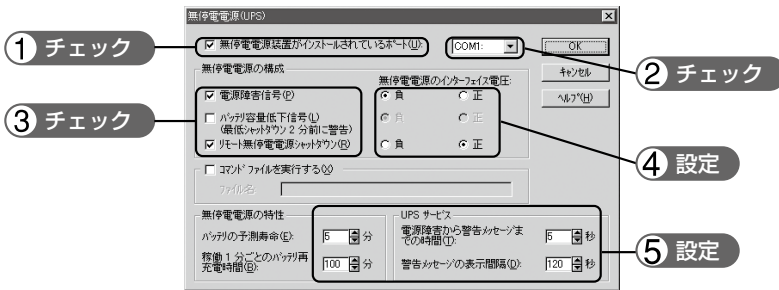 無停電電源(UPS)
① チェック
無停電電源装置がインストールされているポート(U):
COM1:
OK
② チェック
無停電電源の構成
無停電電源のインターフェイス電圧:
キャンセル
ヘルプ(H)
③ チェック
電源障害信号(P)
負 正
バッテリ容量低下信号(L)
(最低シャットダウン 2 分前に警告)
負 正
リモート無停電電源シャットダウン(R)
負 正
④ 設定
コマンド ファイルを実行する(X)
ファイル名
無停電電源の特性
バッテリの予測寿命(E): 5 分
稼働 1 分ごとのバッテリ再
充電時間(B): 100 分
UPS サービス
電源障害から警告メッセージま
での時間(T): 5 秒
警告メッセージの表示間隔(D): 120 秒
⑤ 設定